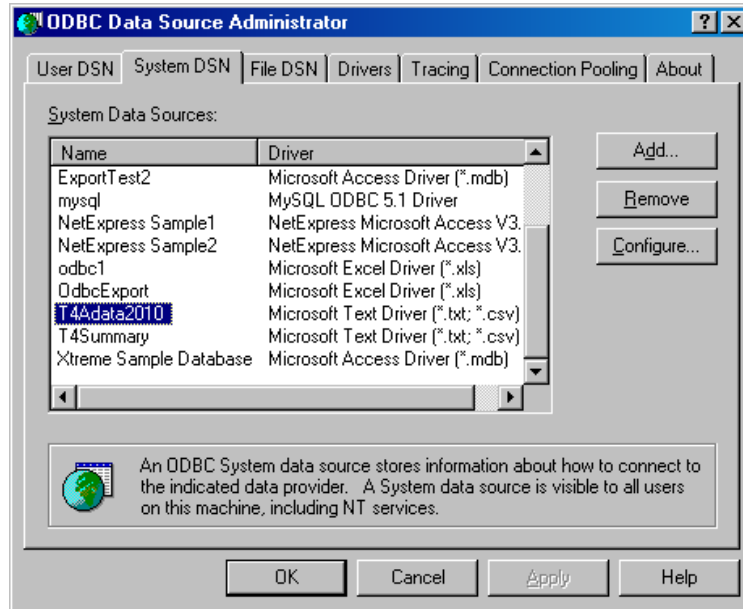 ODBC Data Source Administrator
User DSN System DSN File DSN Drivers Tracing Connection Pooling About
System Data Sources:
Name Driver
ExportTest2 Microsoft Access Driver (*.mdb)
mysql MySQL ODBC 5.1 Driver
NetExpress Sample1 NetExpress Microsoft Access V3.
NetExpress Sample2 NetExpress Microsoft Access V3.
odbc1 Microsoft Excel Driver (*.xls)
OdbcExport Microsoft Excel Driver (*.xls)
T4Adata2010 Microsoft Text Driver (*.txt; *.csv)
T4Summary Microsoft Text Driver (*.txt; *.csv)
Xtreme Sample Database Microsoft Access Driver (*.mdb)
Add...
Remove
Configure...
An ODBC System data source stores information about how to connect to
the indicated data provider. A System data source is visible to all users
on this machine, including NT services.
OK Cancel Apply Help